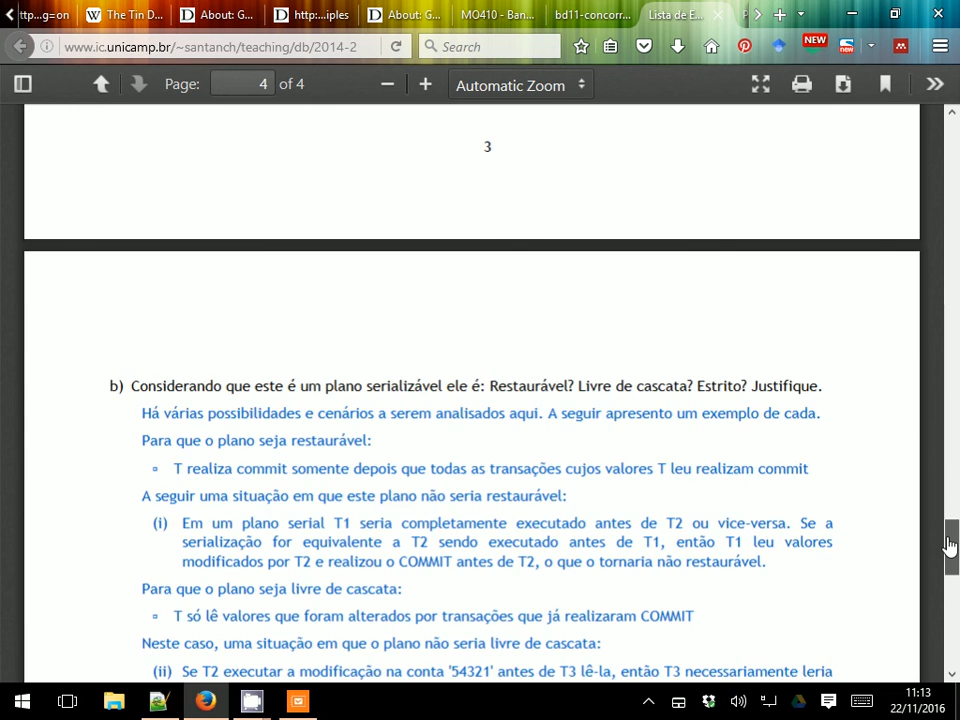 ttp...g=on
The Tin D...
About: G...
http:...iples
About: G...
MO410 - Ban...
bd11-concorr...
Lista de E...
www.ic.unicamp.br/~santanch/teaching/db/2014-2
Search
NEW
NEW
Page: 4 of 4
Automatic Zoom
3
b) Considerando que este é um plano serializável ele é: Restaurável? Livre de cascata? Estrito? Justifique.
Há várias possibilidades e cenários a serem analisados aqui. A seguir apresento um exemplo de cada.
Para que o plano seja restaurável:
▫ T realiza commit somente depois que todas as transações cujos valores T leu realizam commit
A seguir uma situação em que este plano não seria restaurável:
(i) Em um plano serial T1 seria completamente executado antes de T2 ou vice-versa. Se a
serialização for equivalente a T2 sendo executado antes de T1, então T1 leu valores
modificados por T2 e realizou o COMMIT antes de T2, o que o tornaria não restaurável.
Para que o plano seja livre de cascata:
▫ T só lê valores que foram alterados por transações que já realizaram COMMIT
Neste caso, uma situação em que o plano não seria livre de cascata:
(ii) Se T2 executar a modificação na conta '54321' antes de T3 lê-la, então T3 necessariamente leria
11:13
22/11/2016